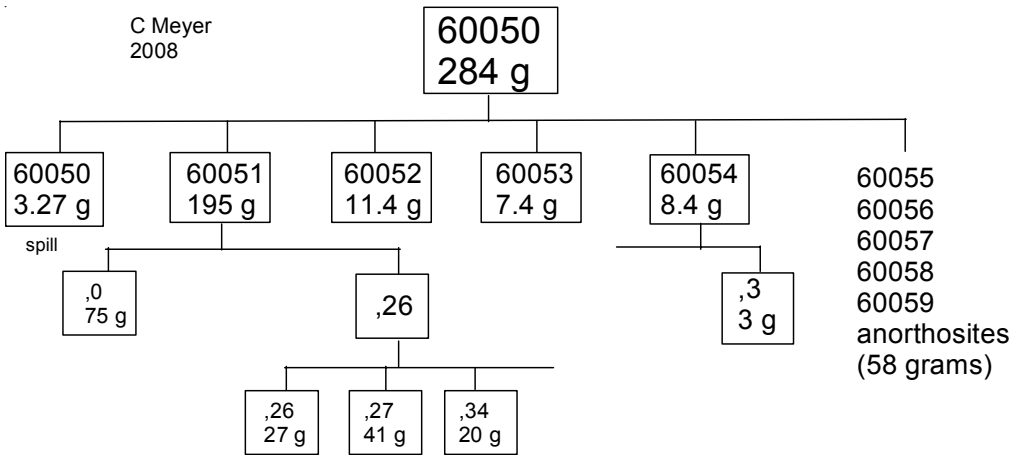 C Meyer
2008
60050
284 g
60050
3.27 g
spill
60051
195 g
60052
11.4 g
60053
7.4 g
60054
8.4 g
60055
60056
60057
60058
60059
anorthosites
(58 grams)
,0
75 g
,26
,3
3 g
,26
27 g
,27
41 g
,34
20 g